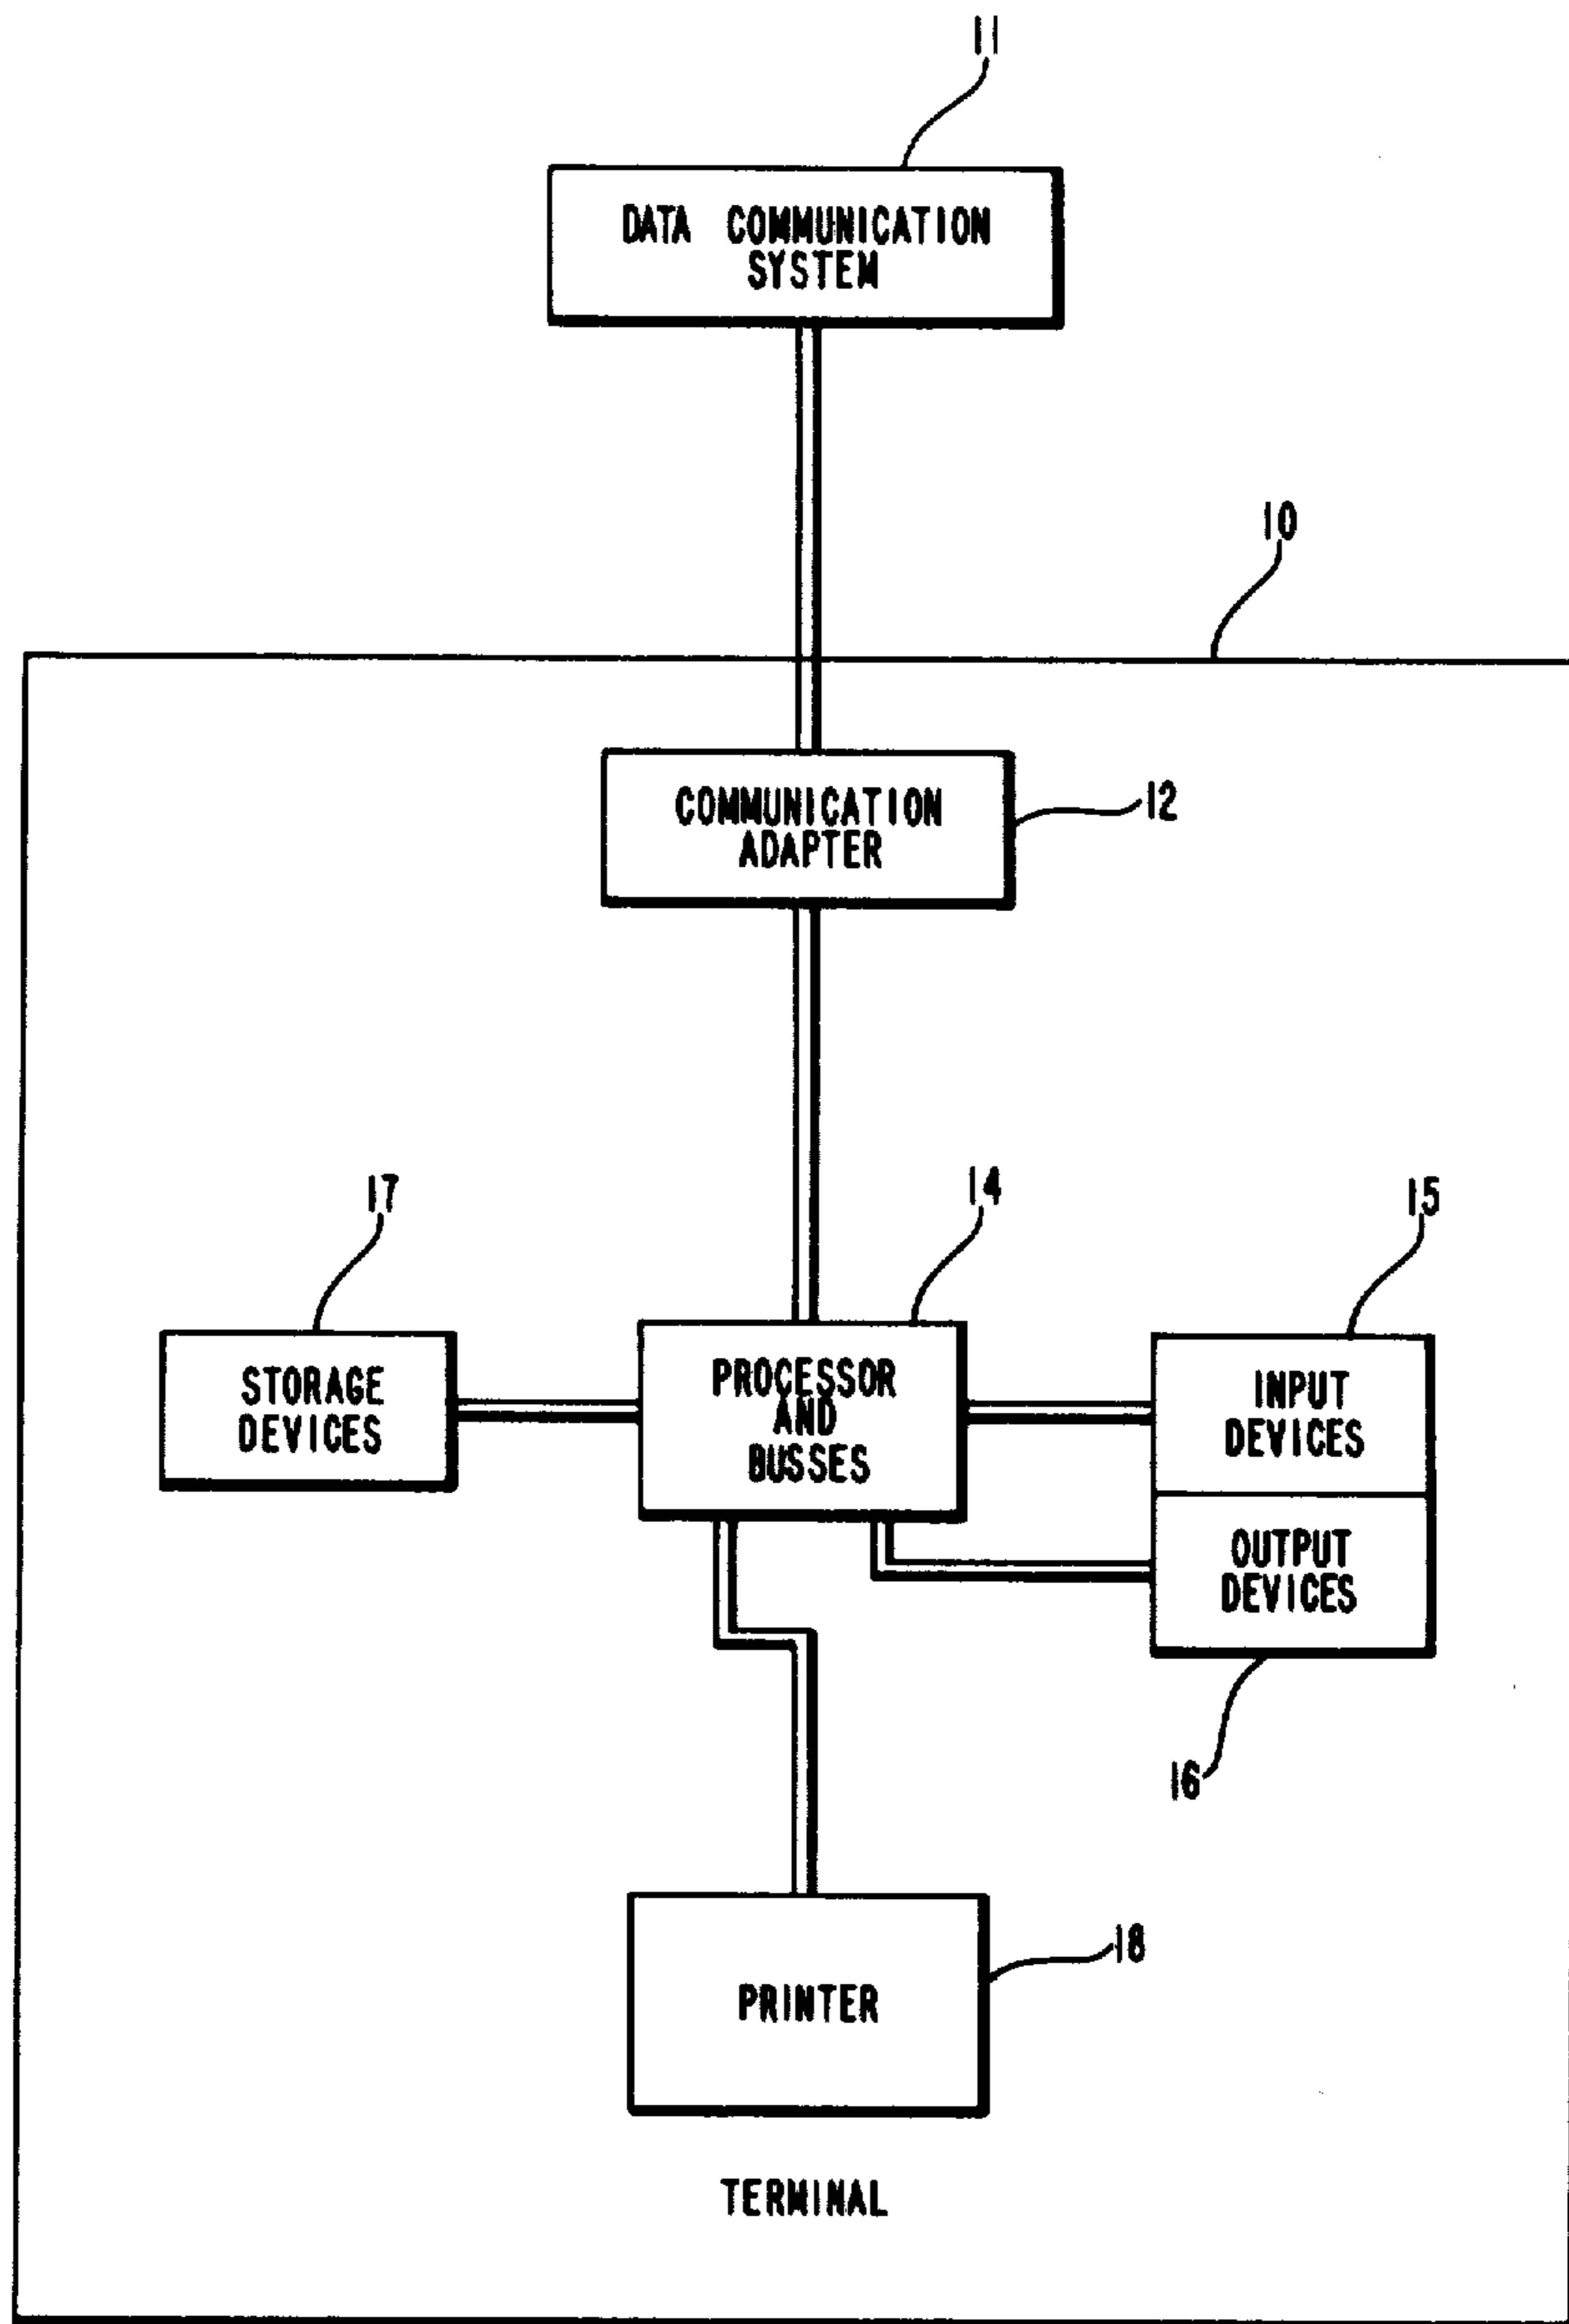 11
DATA COMMUNICATION
SYSTEM
10
COMMUNICATION
ADAPTER
12
17
14
15
STORAGE
DEVICES
PROCESSOR
AND
BUSSES
INPUT
DEVICES
OUTPUT
DEVICES
16
18
PRINTER
TERMINAL